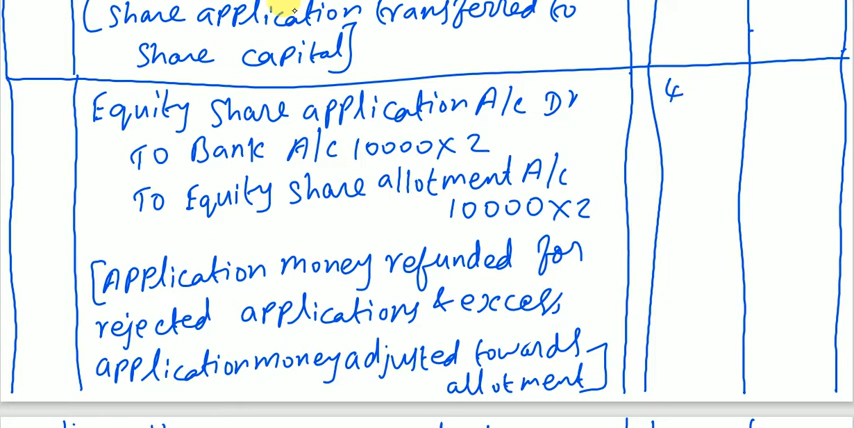 [Share application transferred to
Share capital]
Equity Share application A/c Dr 4
TO Bank A/c 10000X2
TO Equity Share allotment A/c
10000X2
[Application money refunded for
rejected applications & excess
application money adjusted towards
allotment]